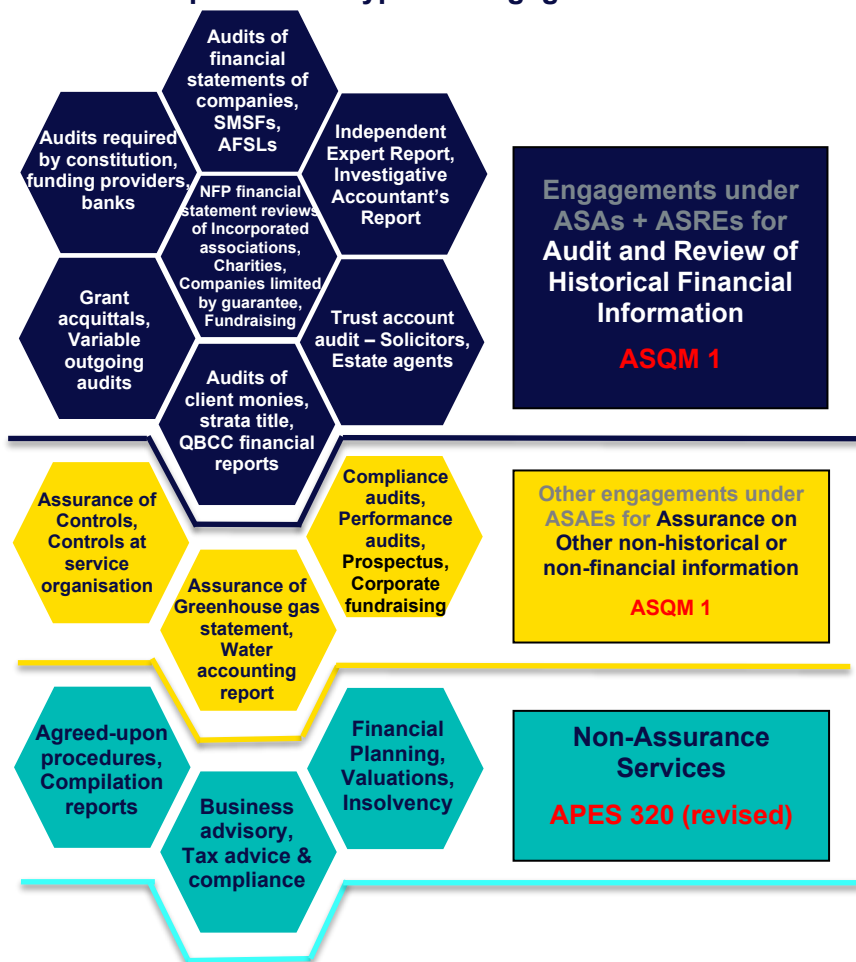 Audits of
financial
statements of
companies,
SMSFs,
AFSLs
Audits required
by constitution,
funding providers,
banks
Independent
Expert Report,
Investigative
Accountant's
Report
NFP financial
statement reviews
of Incorporated
associations,
Charities,
Companies limited
by guarantee,
Fundraising
Grant
acquittals,
Variable
outgoing
audits
Trust account
audit – Solicitors,
Estate agents
Audits of
client monies,
strata title,
QBCC financial
reports
Engagements under
ASAs + ASREs for
Audit and Review of
Historical Financial
Information
ASQM 1
Assurance of
Controls,
Controls at
service
organisation
Compliance
audits,
Performance
audits,
Prospectus,
Corporate
fundraising
Assurance of
Greenhouse gas
statement,
Water
accounting
report
Other engagements under
ASAEs for Assurance on
Other non-historical or
non-financial information
ASQM 1
Agreed-upon
procedures,
Compilation
reports
Financial
Planning,
Valuations,
Insolvency
Business
advisory,
Tax advice &
compliance
Non-Assurance
Services
APES 320 (revised)